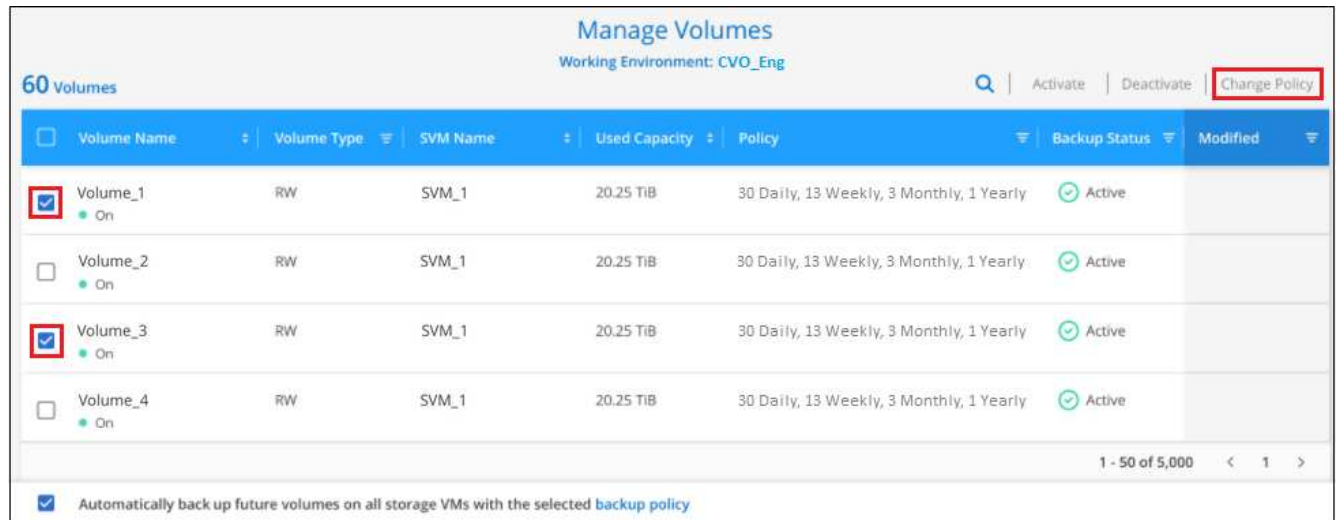 Manage Volumes
Working Environment: CVO_Eng
60 Volumes
Activate | Deactivate | Change Policy
Volume Name Volume Type SVM Name Used Capacity Policy Backup Status Modified
Volume_1 RW SVM_1 20.25 TiB 30 Daily, 13 Weekly, 3 Monthly, 1 Yearly Active
On
Volume_2 RW SVM_1 20.25 TiB 30 Daily, 13 Weekly, 3 Monthly, 1 Yearly Active
On
Volume_3 RW SVM_1 20.25 TiB 30 Daily, 13 Weekly, 3 Monthly, 1 Yearly Active
On
Volume_4 RW SVM_1 20.25 TiB 30 Daily, 13 Weekly, 3 Monthly, 1 Yearly Active
On
1 - 50 of 5,000 < 1 >
Automatically back up future volumes on all storage VMs with the selected backup policy